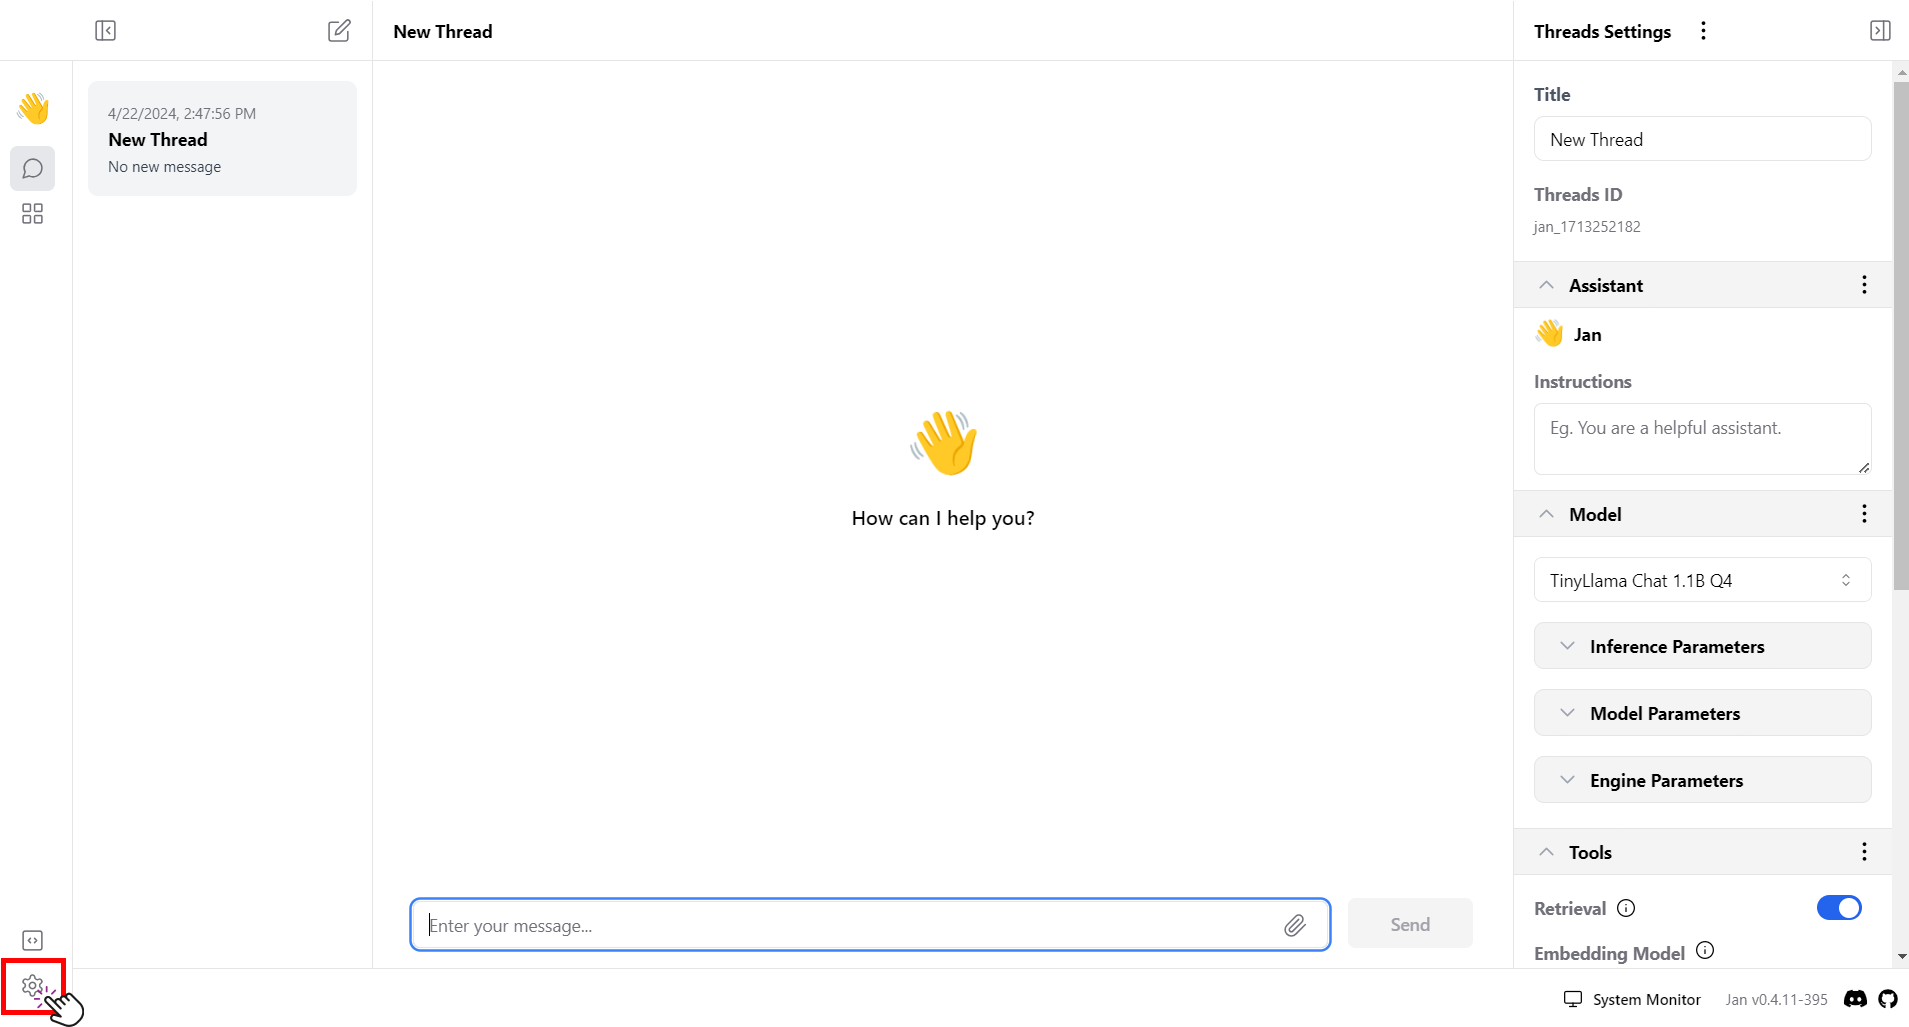 New Thread
Threads Settings
4/22/2024, 2:47:56 PM
New Thread
No new message
How can I help you?
Enter your message...
Send
Title
New Thread
Threads ID
jan_1713252182
Assistant
Jan
Instructions
Eg. You are a helpful assistant.
Model
TinyLlama Chat 1.1B Q4
Inference Parameters
Model Parameters
Engine Parameters
Tools
Retrieval
Embedding Model
System Monitor
Jan v0.4.11-395